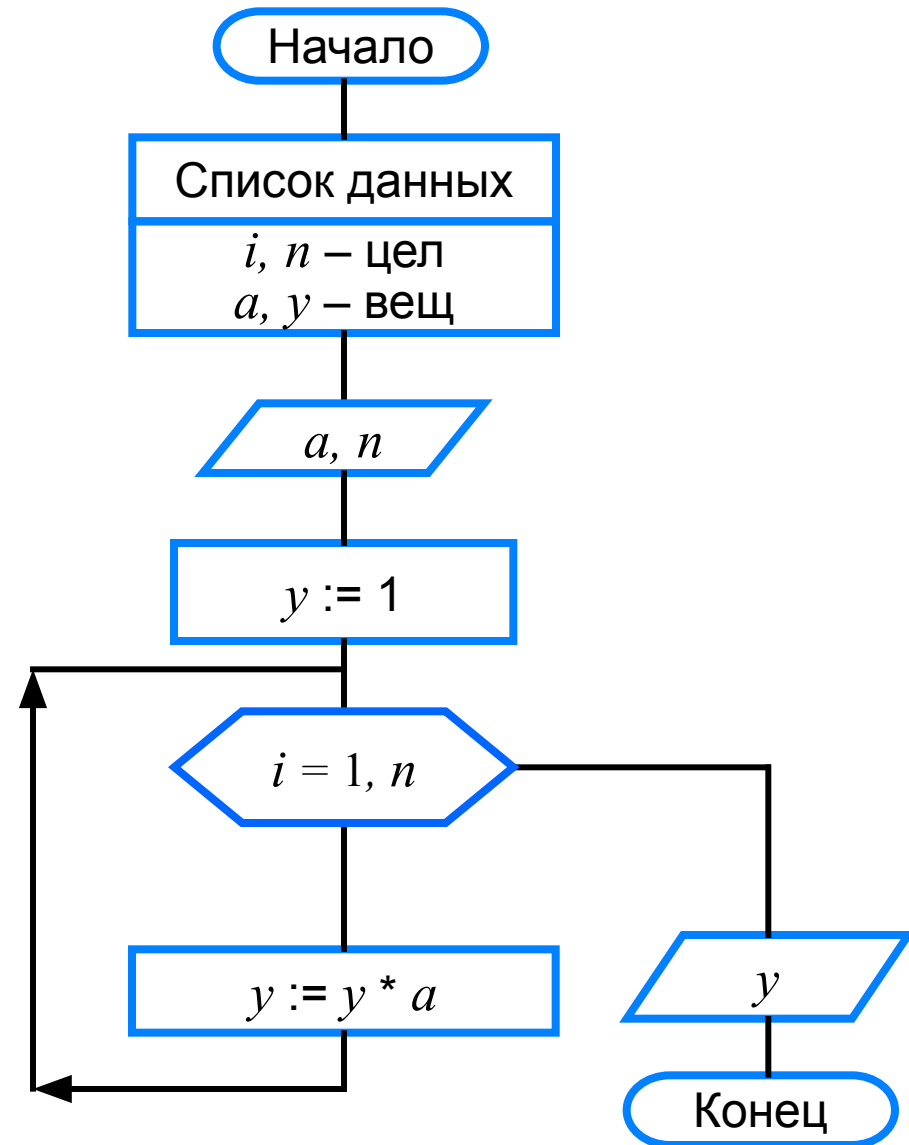 Начало
Список данных
i, n – цел
a, y – вещ
a, n
y := 1
i = 1, n
y := y * a
y
Конец